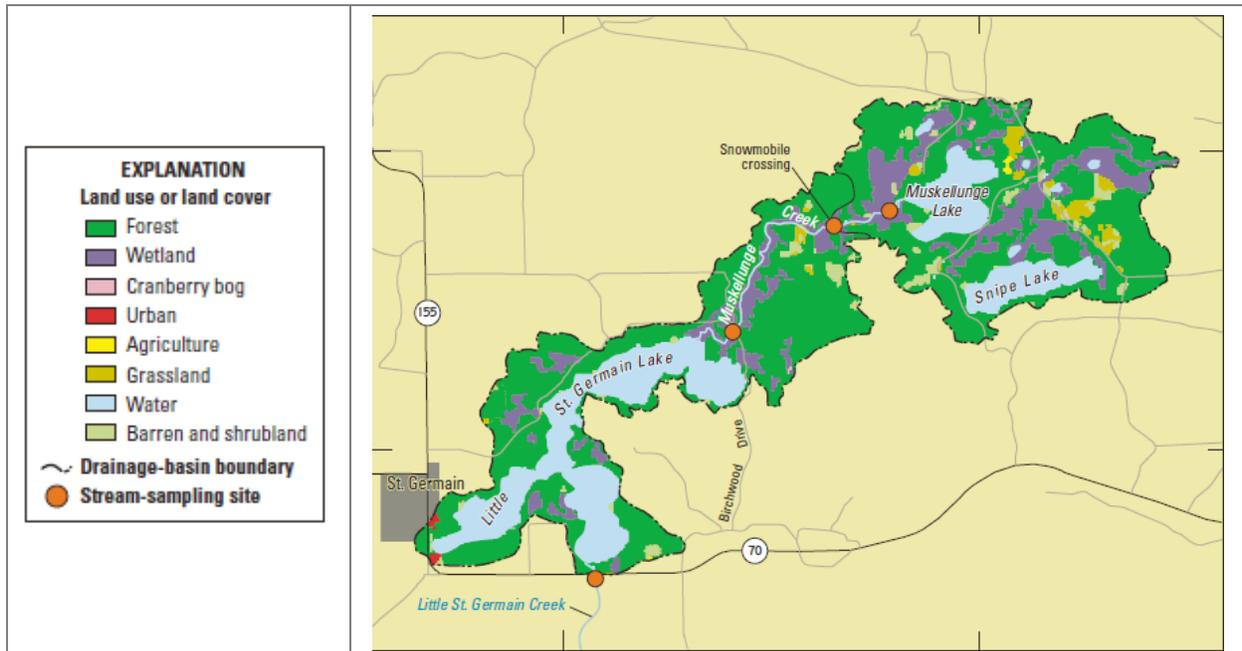 EXPLANATION
Land use or land cover
Forest
Wetland
Cranberry bog
Urban
Agriculture
Grassland
Water
Barren and shrubland
Drainage-basin boundary
Stream-sampling site
Snowmobile
crossing
Muskellunge
Lake
Creek
Muskellunge
Snipe Lake
155
St. Germain Lake
Little
St. Germain
Birchwood Drive
70
Little St. Germain Creek